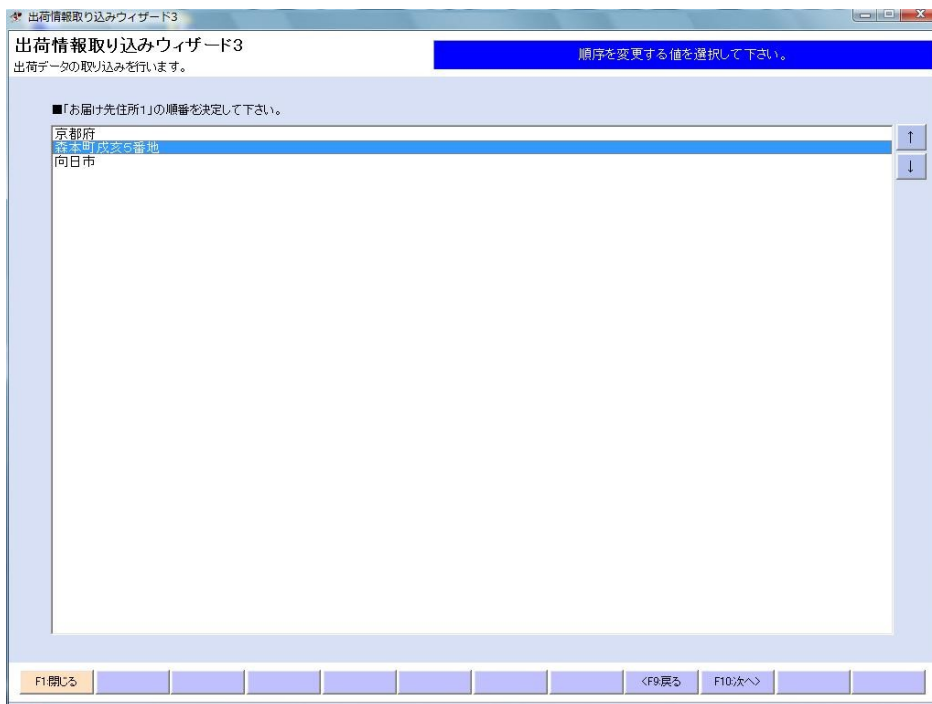 出荷情報取り込みウィザード3
出荷情報取り込みウィザード3
出荷データの取り込みを行います。
順序を変更する値を選択して下さい。
■「お届け先住所1」の順番を決定して下さい。
京都府
森本町戌亥5番地
向日市
↑
↓
F1:閉じる
<F9:戻る
F10:次へ>